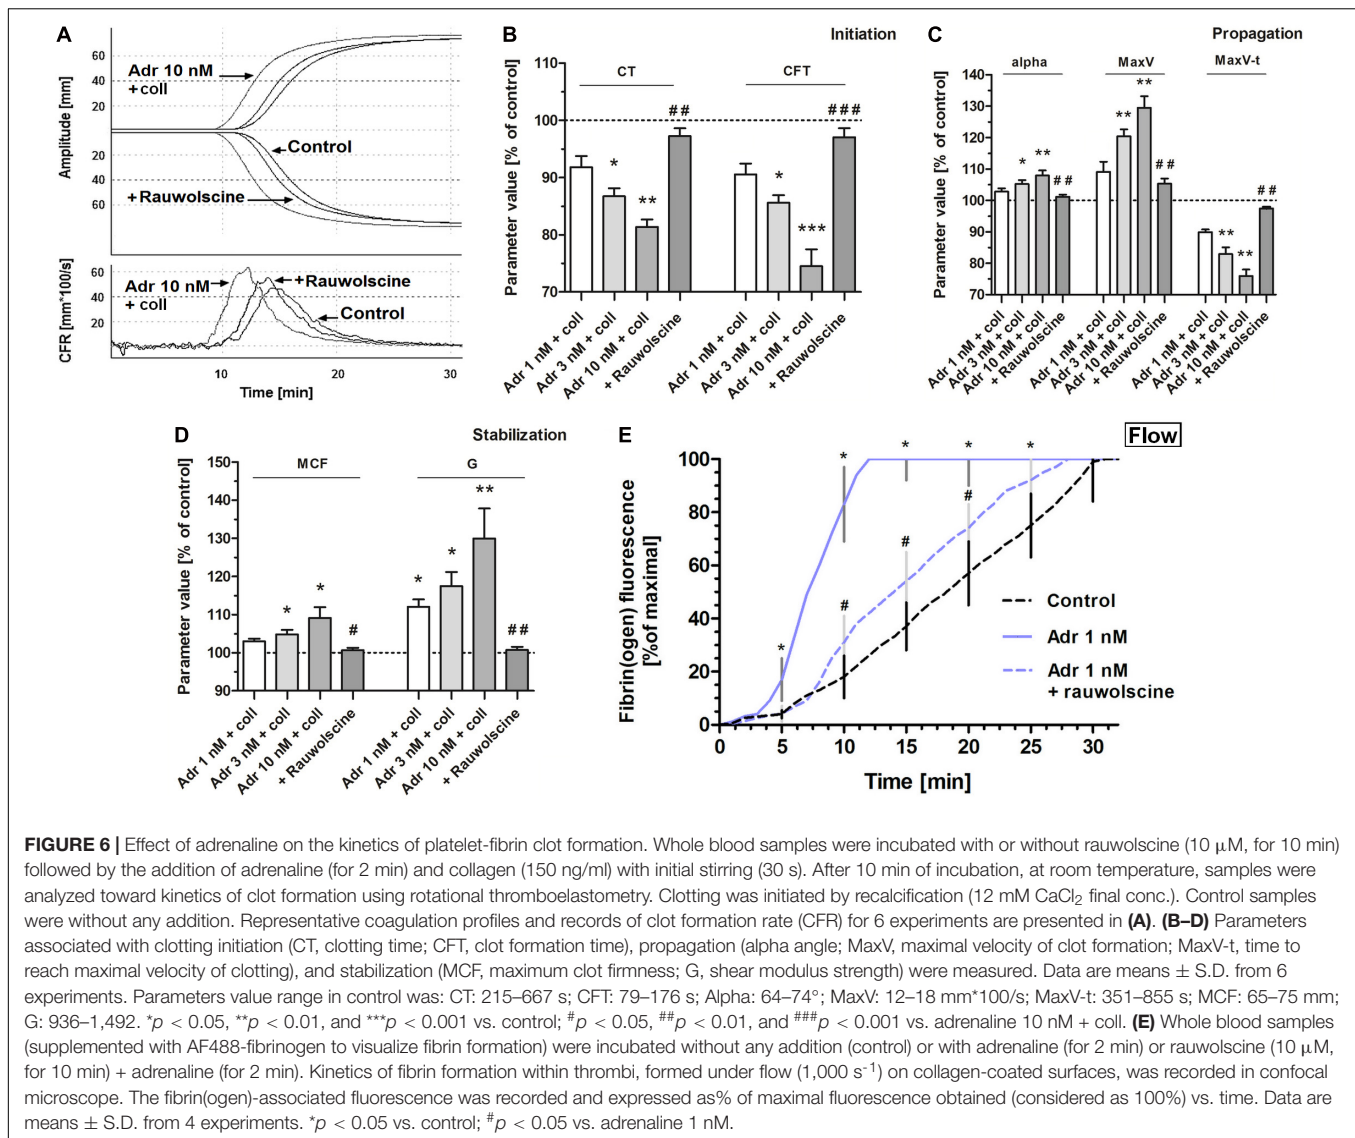 A
Amplitude [mm]
60
40
20
20
40
60
Adr 10 nM
+ coll
Control
+Rauwolscine
CFR [mm*100/s]
60
40
20
Adr 10 nM
+ coll
+Rauwolscine
Control
10 20 30
Time [min]
B
Initiation
CT CFT
Parameter value [% of control]
110
100
90
80
70
* ** ## * *** ###
Adr 1 nM + coll
Adr 3 nM + coll
Adr 10 nM + coll
+ Rauwolscine
Adr 1 nM + coll
Adr 3 nM + coll
Adr 10 nM + coll
+ Rauwolscine
C
Propagation
alpha MaxV MaxV-t
Parameter value [% of control]
140
130
120
110
100
90
80
70
* ** ## ** ** ## ** ** ##
Adr 1 nM + coll
Adr 3 nM + coll
Adr 10 nM + coll
+ Rauwolscine
Adr 1 nM + coll
Adr 3 nM + coll
Adr 10 nM + coll
+ Rauwolscine
Adr 1 nM + coll
Adr 3 nM + coll
Adr 10 nM + coll
+ Rauwolscine
D
Stabilization
MCF G
Parameter value [% of control]
150
140
130
120
110
100
90
* * # * * ** ##
Adr 1 nM + coll
Adr 3 nM + coll
Adr 10 nM + coll
+ Rauwolscine
Adr 1 nM + coll
Adr 3 nM + coll
Adr 10 nM + coll
+ Rauwolscine
E
Flow
Fibrin(ogen) fluorescence
[%of maximal]
100
80
60
40
20
0
* * * * *
# # #
Control
Adr 1 nM
Adr 1 nM
+ rauwolscine
0 5 10 15 20 25 30
Time [min]
FIGURE 6 | Effect of adrenaline on the kinetics of platelet-fibrin clot formation. Whole blood samples were incubated with or without rauwolscine (10 μM, for 10 min)
followed by the addition of adrenaline (for 2 min) and collagen (150 ng/ml) with initial stirring (30 s). After 10 min of incubation, at room temperature, samples were
analyzed toward kinetics of clot formation using rotational thromboelastometry. Clotting was initiated by recalcification (12 mM CaCl₂ final conc.). Control samples
were without any addition. Representative coagulation profiles and records of clot formation rate (CFR) for 6 experiments are presented in (A). (B–D) Parameters
associated with clotting initiation (CT, clotting time; CFT, clot formation time), propagation (alpha angle; MaxV, maximal velocity of clot formation; MaxV-t, time to
reach maximal velocity of clotting), and stabilization (MCF, maximum clot firmness; G, shear modulus strength) were measured. Data are means ± S.D. from 6
experiments. Parameters value range in control was: CT: 215–667 s; CFT: 79–176 s; Alpha: 64–74°; MaxV: 12–18 mm*100/s; MaxV-t: 351–855 s; MCF: 65–75 mm;
G: 936–1,492. *p < 0.05, **p < 0.01, and ***p < 0.001 vs. control; #p < 0.05, ##p < 0.01, and ###p < 0.001 vs. adrenaline 10 nM + coll. (E) Whole blood samples
(supplemented with AF488-fibrinogen to visualize fibrin formation) were incubated without any addition (control) or with adrenaline (for 2 min) or rauwolscine (10 μM,
for 10 min) + adrenaline (for 2 min). Kinetics of fibrin formation within thrombi, formed under flow (1,000 s⁻¹) on collagen-coated surfaces, was recorded in confocal
microscope. The fibrin(ogen)-associated fluorescence was recorded and expressed as% of maximal fluorescence obtained (considered as 100%) vs. time. Data are
means ± S.D. from 4 experiments. *p < 0.05 vs. control; #p < 0.05 vs. adrenaline 1 nM.